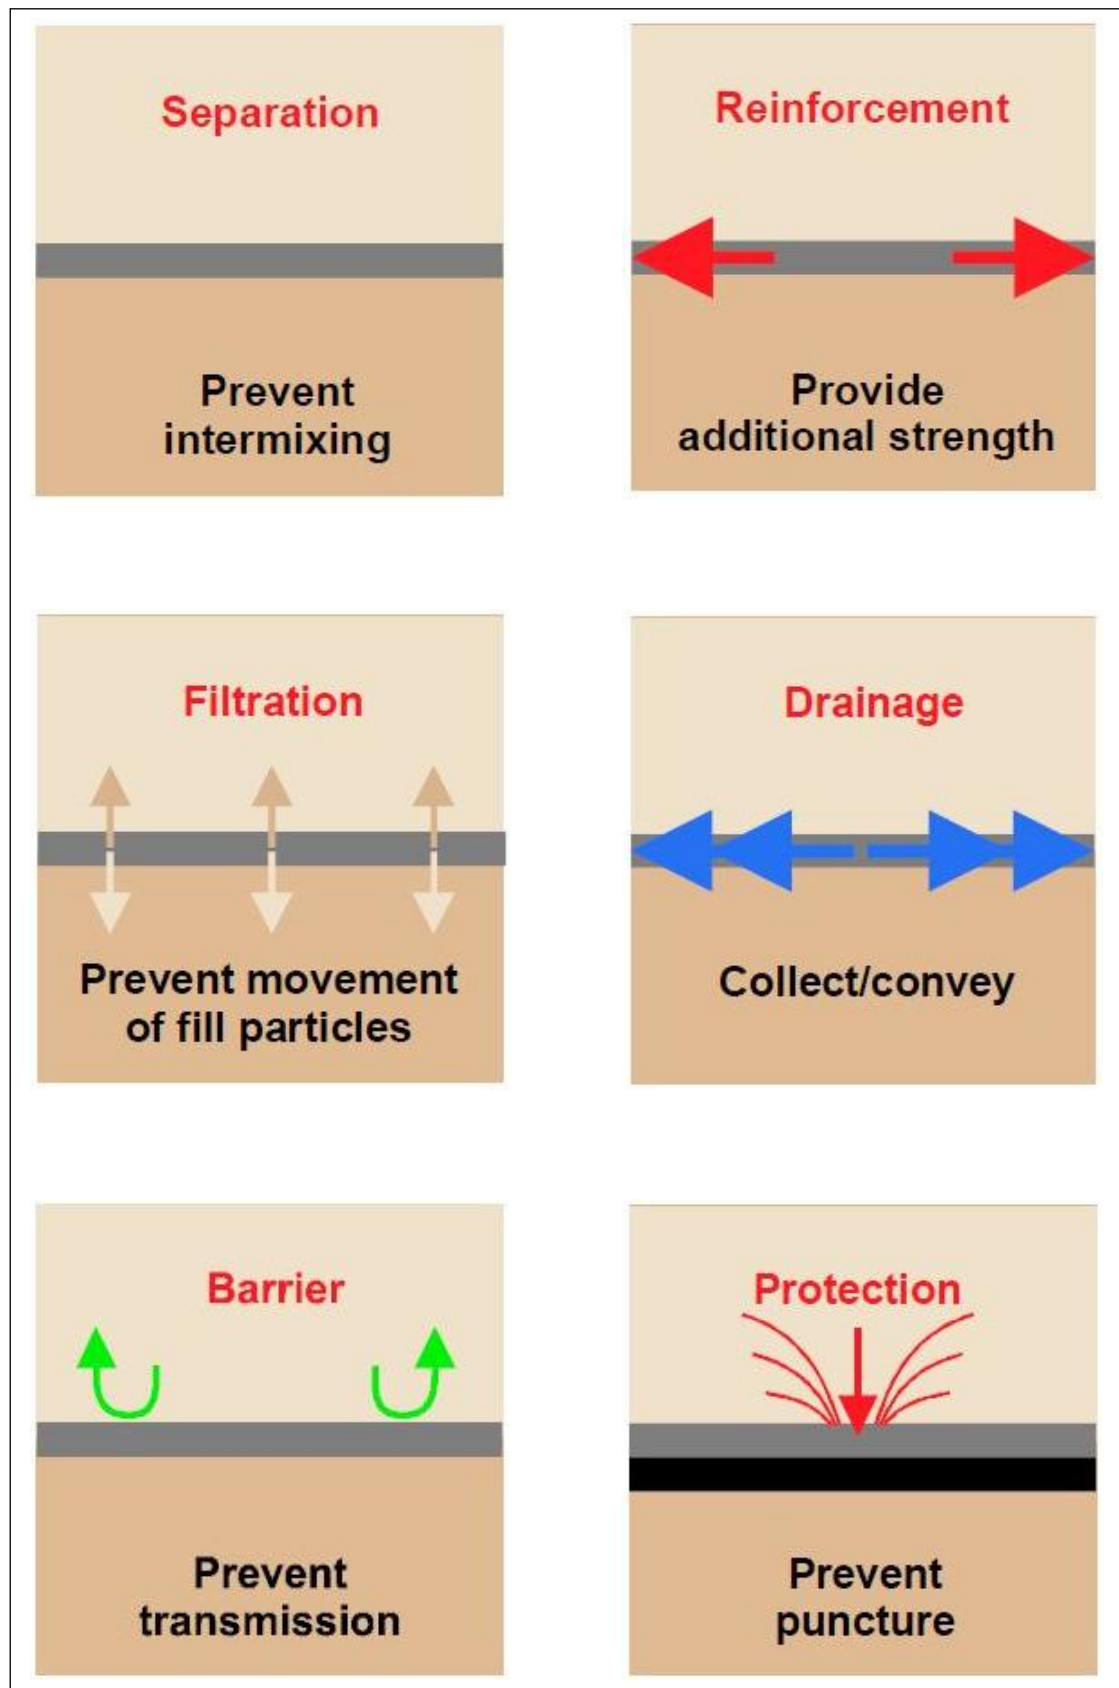 Separation
Prevent
intermixing
Reinforcement
Provide
additional strength
Filtration
Prevent movement
of fill particles
Drainage
Collect/convey
Barrier
Prevent
transmission
Protection
Prevent
puncture